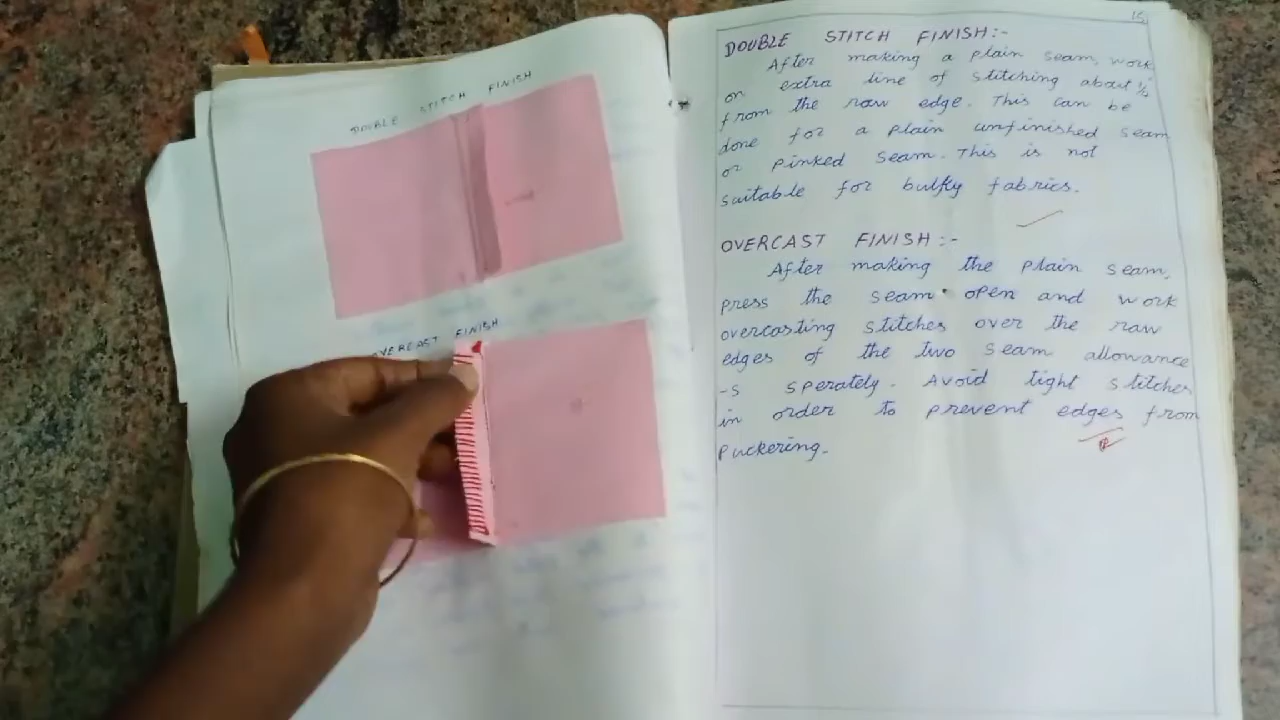 DOUBLE STITCH FINISH
OVERCAST FINISH
15
DOUBLE STITCH FINISH:-
After making a plain seam, work
on extra line of stitching about
from the raw edge. This can be
done for a plain unfinished seam
or pinked seam. This is not
suitable for bulky fabrics.
OVERCAST FINISH:-
After making the plain seam,
press the seam open and work
overcasting stitches over the raw
edges of the two seam allowance
-s sperately. Avoid tight stitches
in order to prevent edges from
puckering.